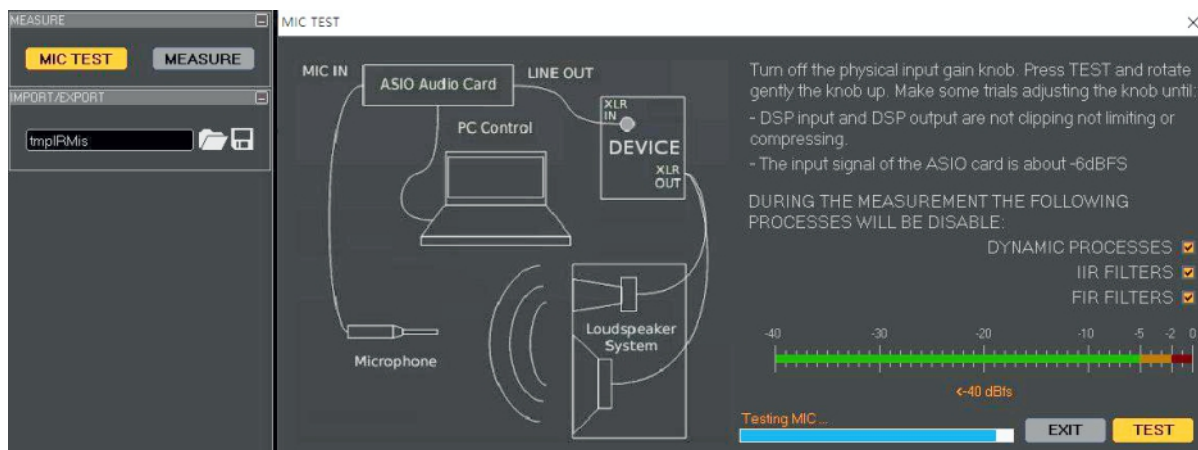 MEASURE
MIC TEST MEASURE
IMPORT/EXPORT
tmpIRMis
MIC TEST
MIC IN
ASIO Audio Card
LINE OUT
PC Control
XLR
IN
DEVICE
XLR
OUT
Microphone
Loudspeaker
System
Turn off the physical input gain knob. Press TEST and rotate
gently the knob up. Make some trials adjusting the knob until:
- DSP input and DSP output are not clipping not limiting or
compressing.
- The input signal of the ASIO card is about -6dBFS
DURING THE MEASUREMENT THE FOLLOWING
PROCESSES WILL BE DISABLE:
DYNAMIC PROCESSES
IIR FILTERS
FIR FILTERS
-40 -30 -20 -10 -5 -2 0
<-40 dBfs
Testing MIC ...
EXIT TEST